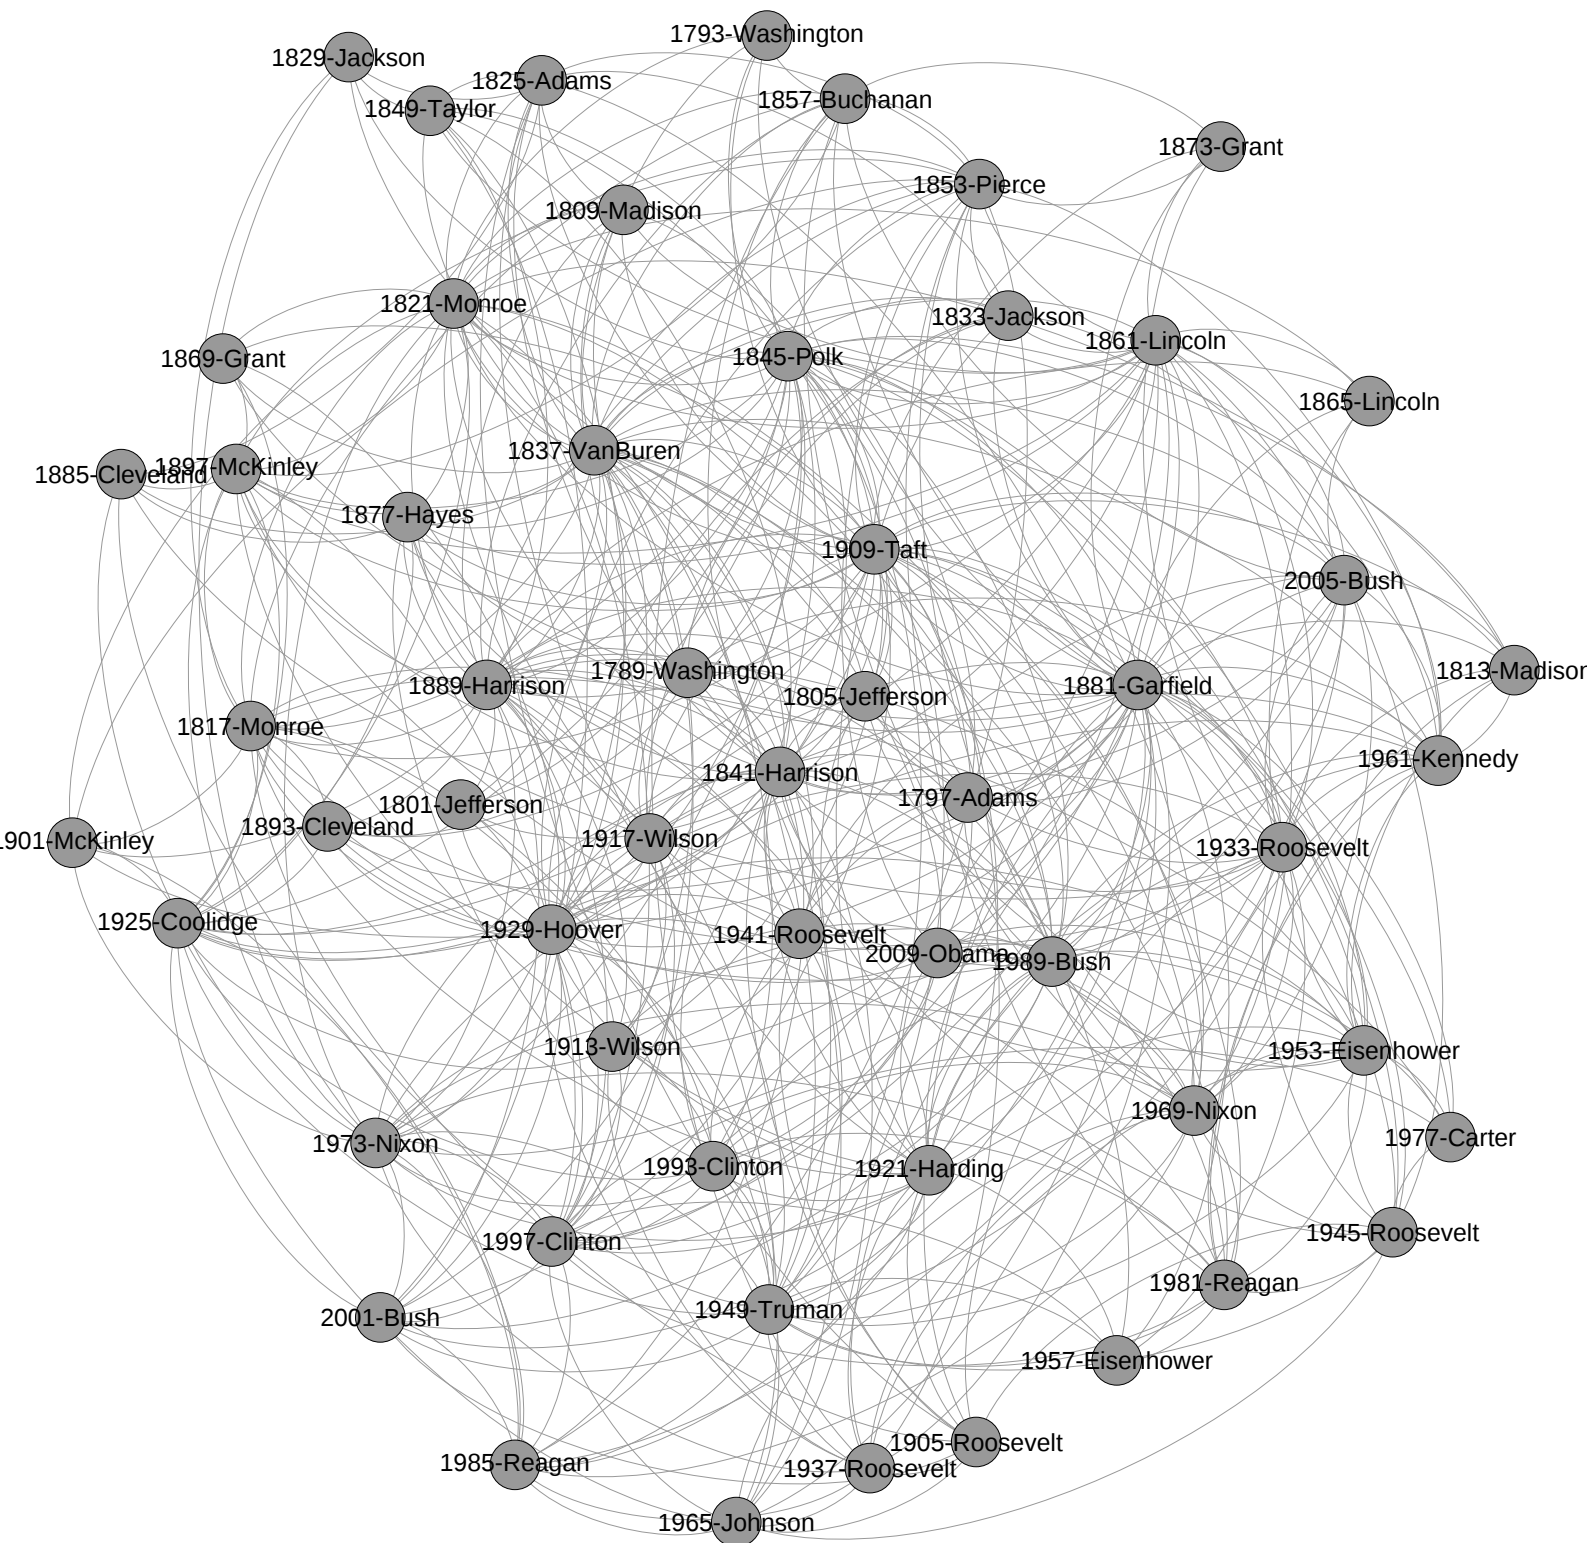 1793-Washington
1829-Jackson
1825-Adams
1849-Taylor
1857-Buchanan
1873-Grant
1853-Pierce
1809-Madison
1821-Monroe
1833-Jackson
1861-Lincoln
1845-Polk
1869-Grant
1865-Lincoln
1837-VanBuren
1885-Cleveland
1897-McKinley
1877-Hayes
1909-Taft
2005-Bush
1789-Washington
1813-Madison
1889-Harrison
1805-Jefferson
1881-Garfield
1817-Monroe
1961-Kennedy
1841-Harrison
1797-Adams
1801-Jefferson
1893-Cleveland
1917-Wilson
1901-McKinley
1933-Roosevelt
1925-Coolidge
1929-Hoover
1941-Roosevelt
2009-Obama
1989-Bush
1913-Wilson
1953-Eisenhower
1969-Nixon
1977-Carter
1973-Nixon
1993-Clinton
1921-Harding
1945-Roosevelt
1997-Clinton
1981-Reagan
1949-Truman
2001-Bush
1957-Eisenhower
1905-Roosevelt
1985-Reagan
1937-Roosevelt
1965-Johnson